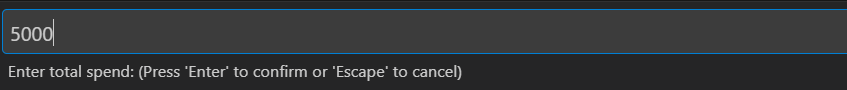 5000
Enter total spend: (Press 'Enter' to confirm or 'Escape' to cancel)